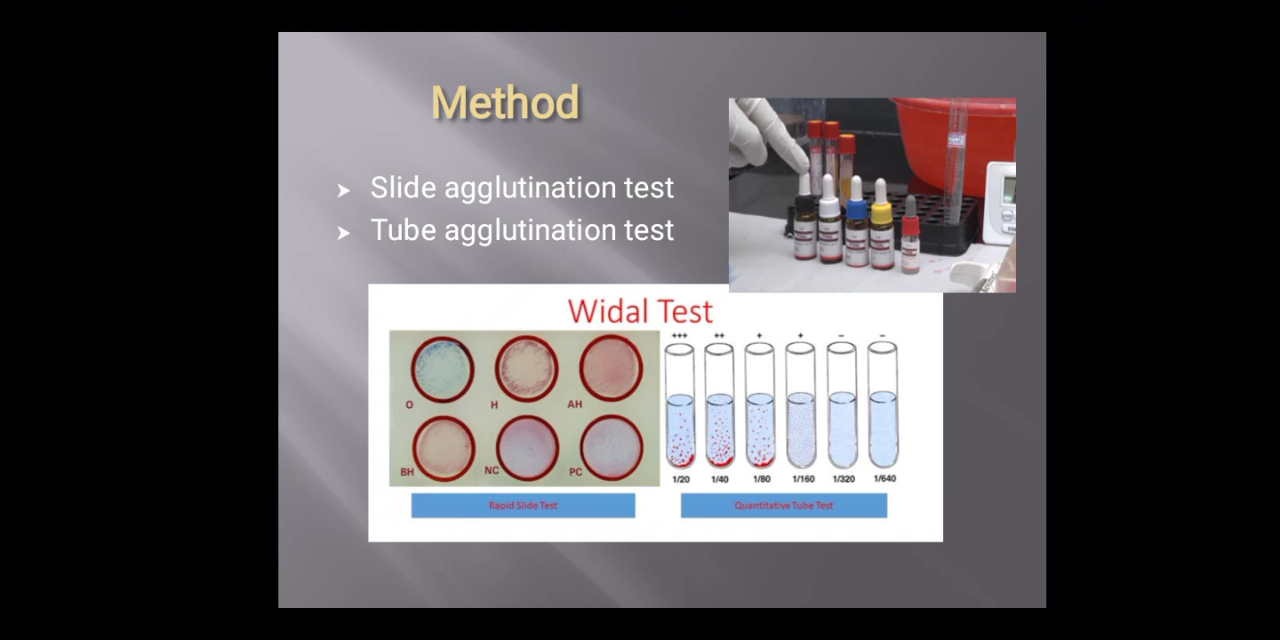 Method
Slide agglutination test
Tube agglutination test
Widal Test
+++ ++ + + – –
O H AH
BH NC PC
1/20 1/40 1/80 1/160 1/320 1/640
Rapid Slide Test
Quantitative Tube Test